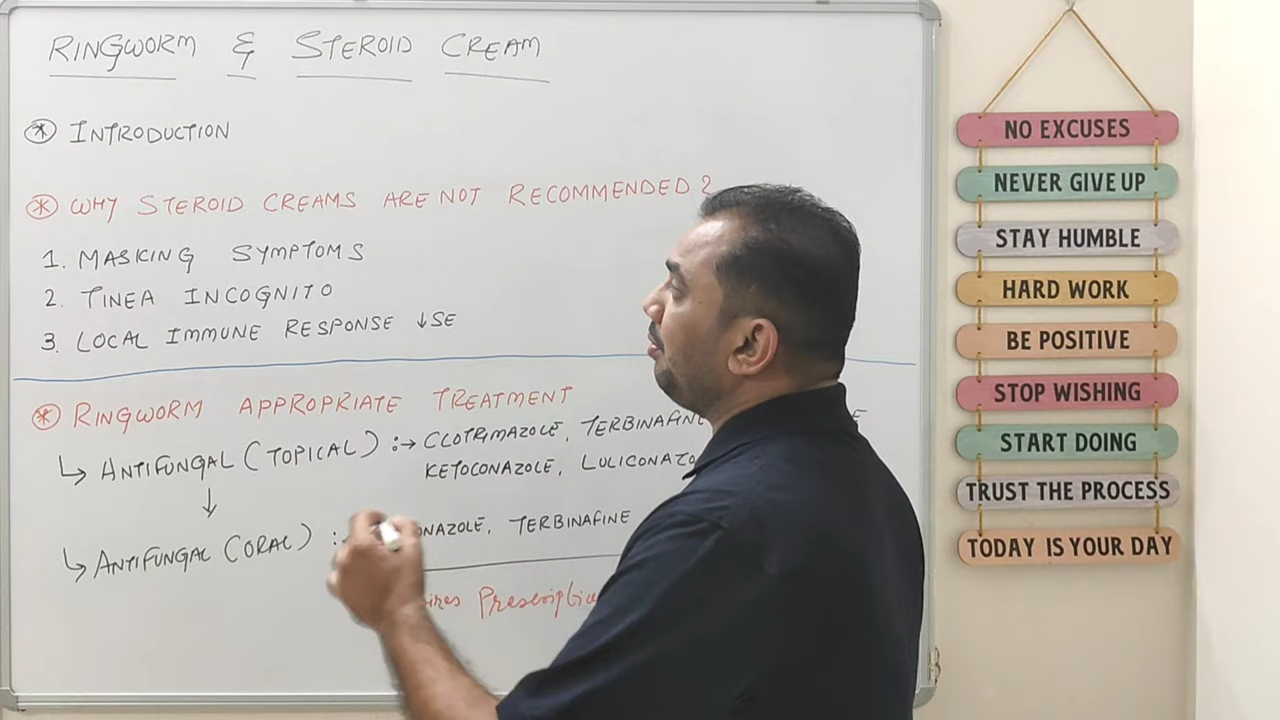 RINGWORM & STEROID CREAM
* INTRODUCTION
* WHY STEROID CREAMS ARE NOT RECOMMENDED?
1. MASKING SYMPTOMS
2. TINEA INCOGNITO
3. LOCAL IMMUNE RESPONSE ↓SE
* RINGWORM APPROPRIATE TREATMENT
↳ ANTIFUNGAL (TOPICAL) :→ CLOTRIMAZOLE, TERBINAFINE
KETOCONAZOLE,
↓
↳ ANTIFUNGAL (ORAL) : ONAZOLE, TERBINAFINE
NO EXCUSES
NEVER GIVE UP
STAY HUMBLE
HARD WORK
BE POSITIVE
STOP WISHING
START DOING
TRUST THE PROCESS
TODAY IS YOUR DAY